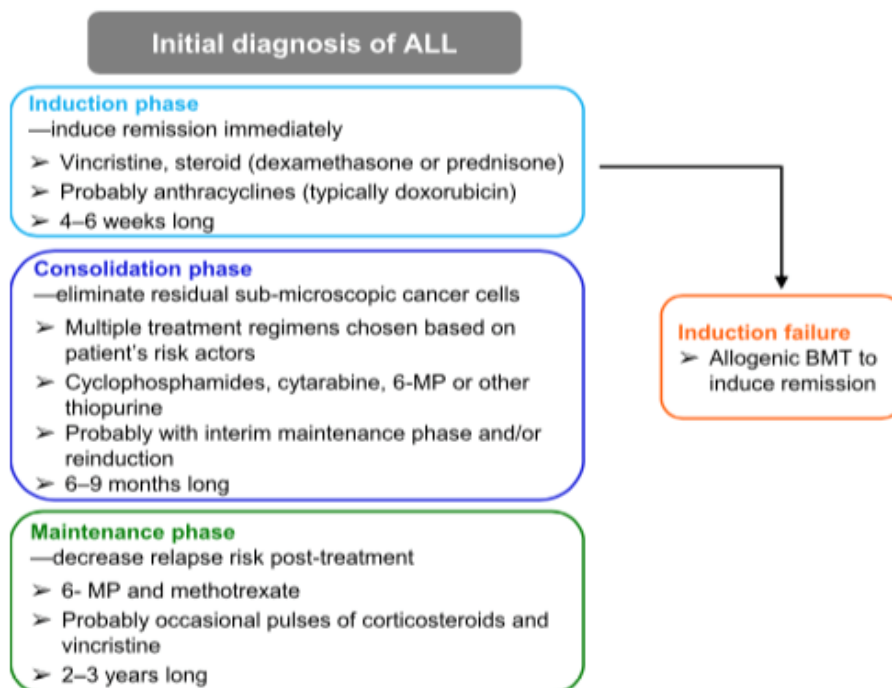 Initial diagnosis of ALL
Induction phase
—induce remission immediately
➢ Vincristine, steroid (dexamethasone or prednisone)
➢ Probably anthracyclines (typically doxorubicin)
➢ 4–6 weeks long
Consolidation phase
—eliminate residual sub-microscopic cancer cells
➢ Multiple treatment regimens chosen based on
patient's risk actors
➢ Cyclophosphamides, cytarabine, 6-MP or other
thiopurine
➢ Probably with interim maintenance phase and/or
reinduction
➢ 6–9 months long
Induction failure
➢ Allogenic BMT to
induce remission
Maintenance phase
—decrease relapse risk post-treatment
➢ 6- MP and methotrexate
➢ Probably occasional pulses of corticosteroids and
vincristine
➢ 2–3 years long